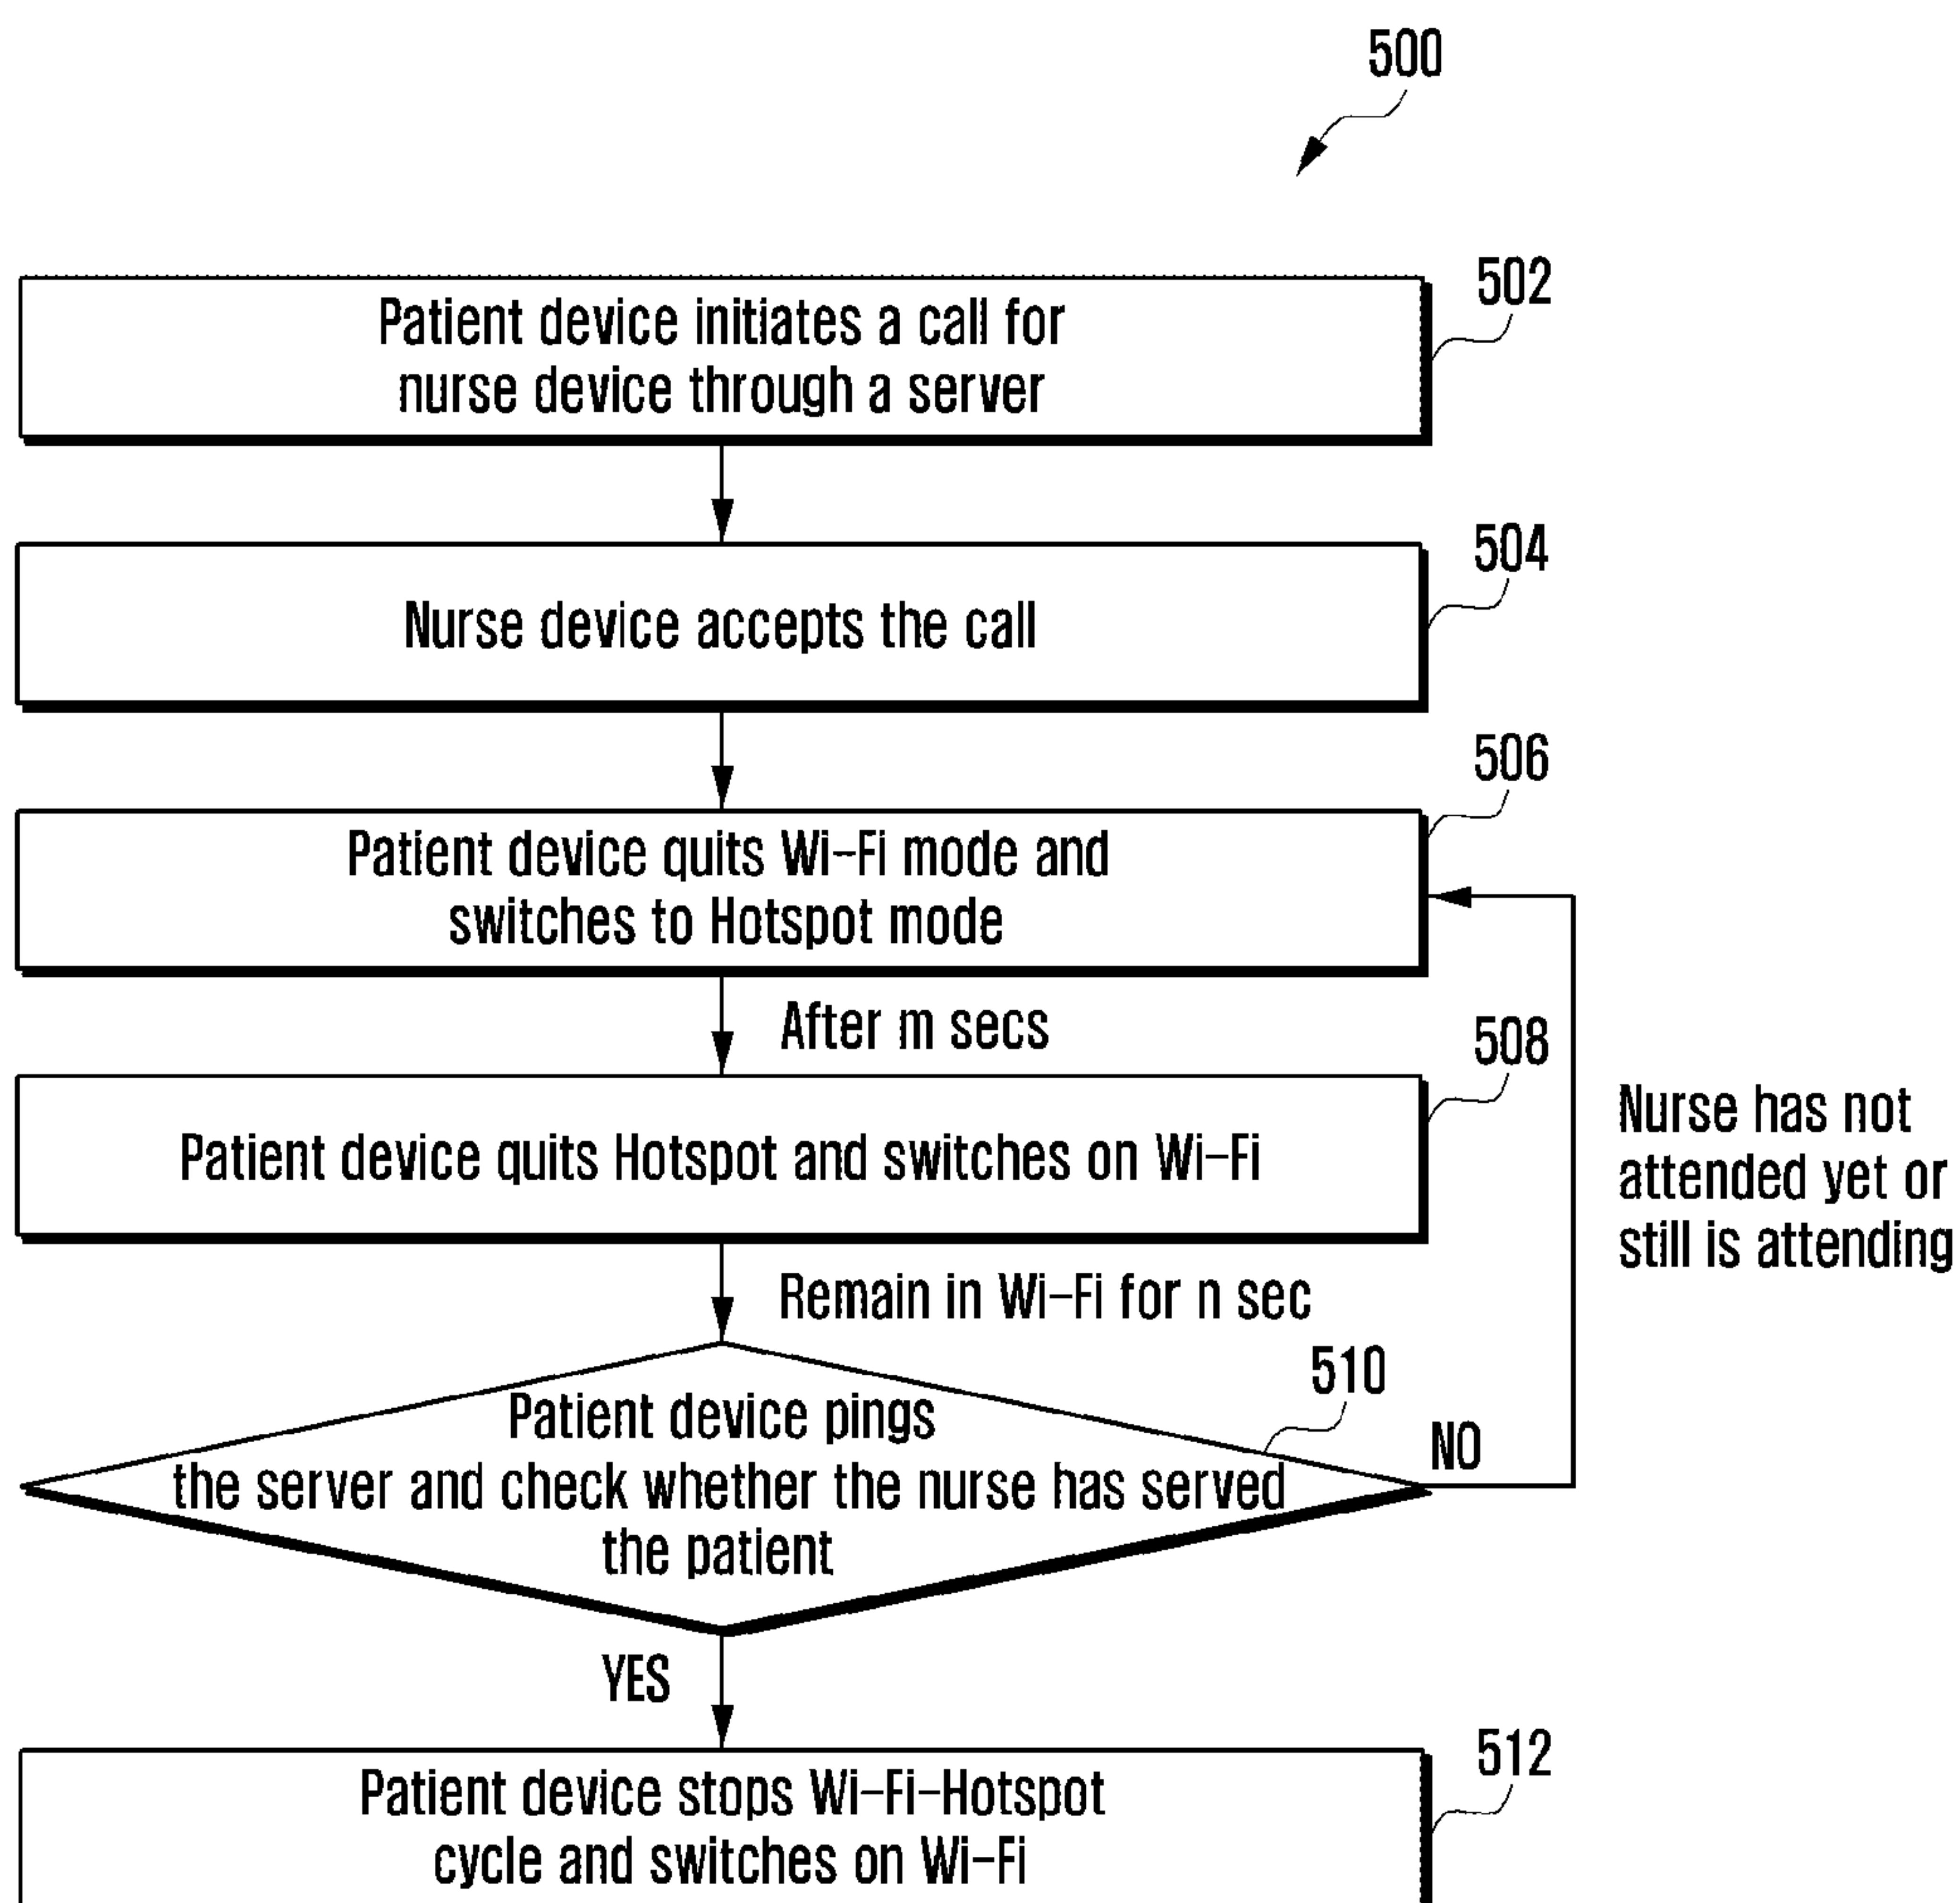 500
502
Patient device initiates a call for
nurse device through a server
504
Nurse device accepts the call
506
Patient device quits Wi-Fi mode and
switches to Hotspot mode
After m secs
508
Patient device quits Hotspot and switches on Wi-Fi
Nurse has not
attended yet or
still is attending
Remain in Wi-Fi for n sec
510
Patient device pings
the server and check whether the nurse has served
the patient
NO
YES
512
Patient device stops Wi-Fi-Hotspot
cycle and switches on Wi-Fi